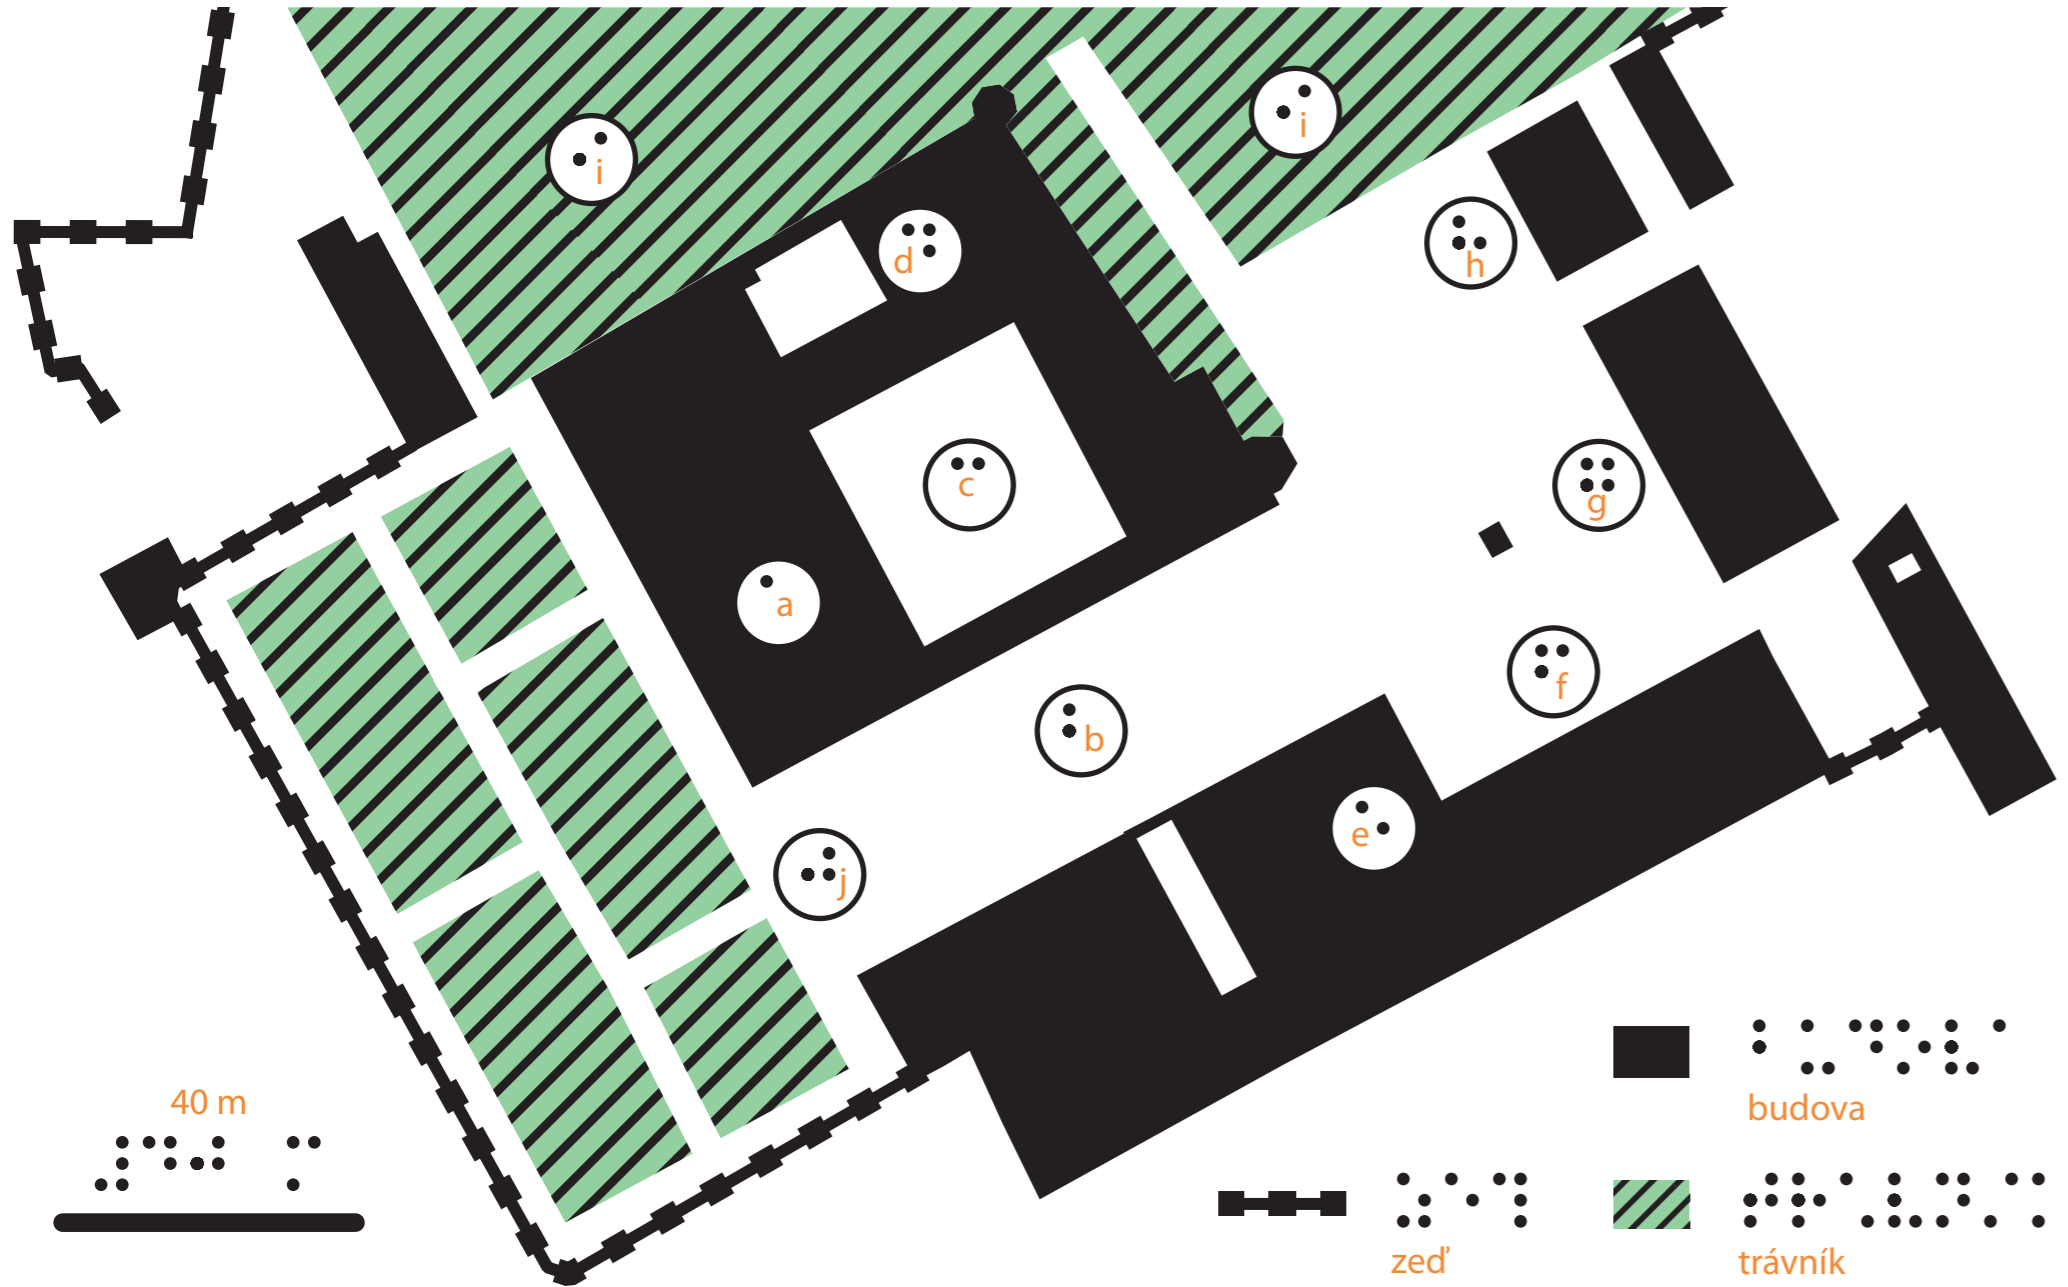 i
i
d
h
c
g
a
f
b
e
j
40 m
⠼⠙⠚ ⠍
⠃⠥⠙⠕⠧⠁
budova
⠵⠑⠹
zeď
trávník